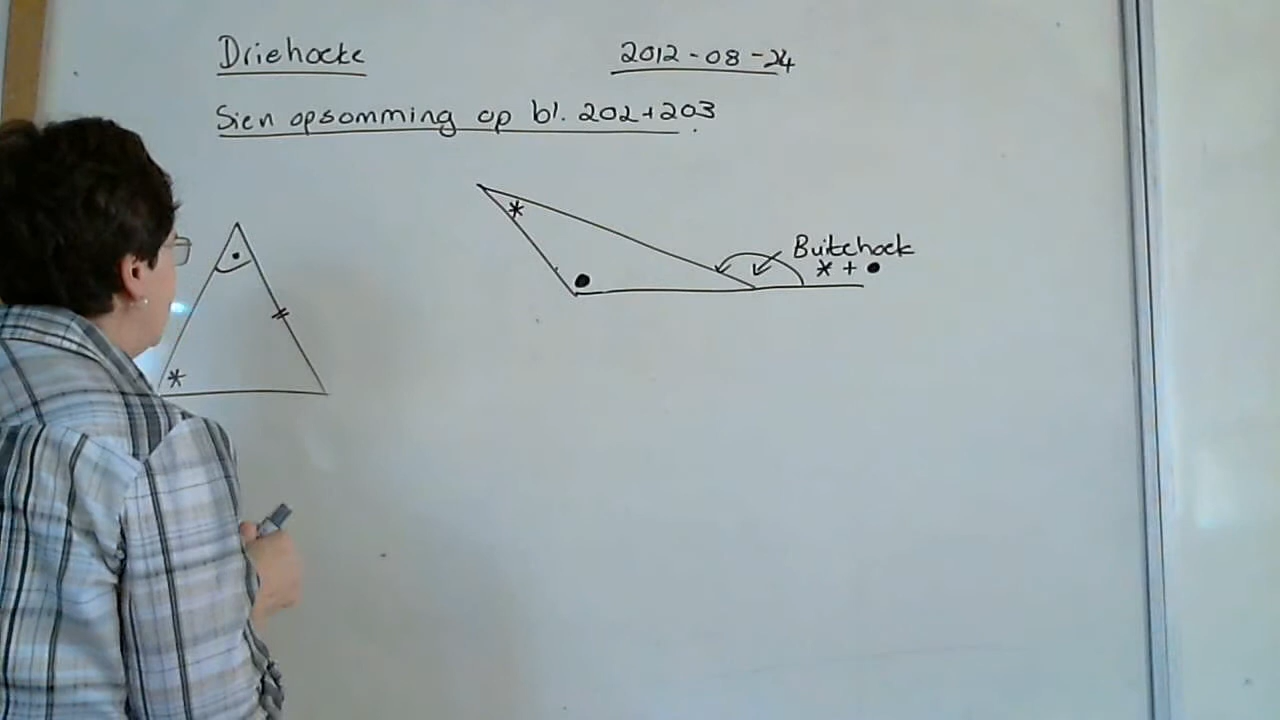 Driehoeke
2012-08-24
Sien opsomming op bl. 202+203
Buitehoek
* + •